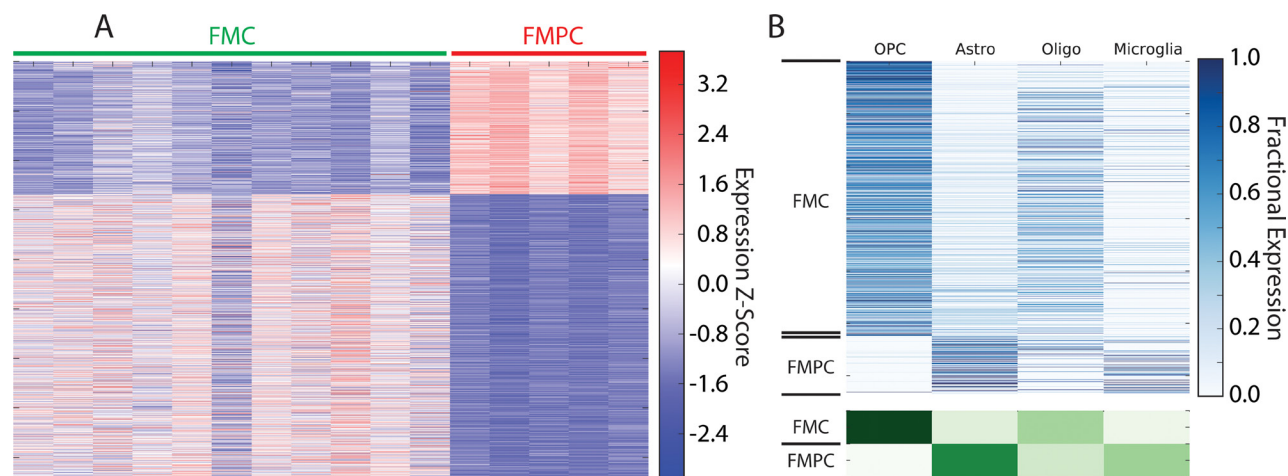 A
FMC
FMPC
3.2
2.4
1.6
0.8
0.0
-0.8
-1.6
-2.4
Expression Z-Score
B
OPC Astro Oligo Microglia
FMC
FMPC
FMC
FMPC
1.0
0.8
0.6
0.4
0.2
0.0
Fractional Expression